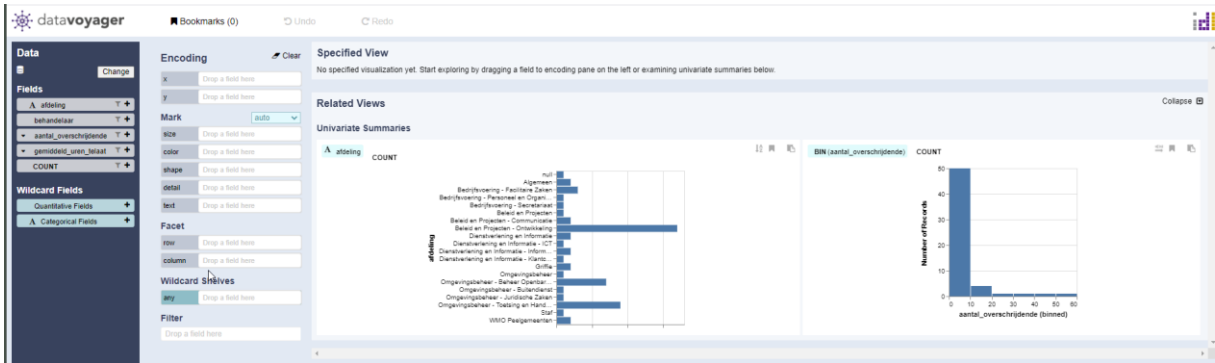 datavoyager
Bookmarks (0)
Undo
Redo
idl
Data
Change
Fields
A afdeling
behandelaar
aantal_overschrijdende
gemiddeld_uren_telaat
COUNT
Wildcard Fields
Quantitative Fields
A Categorical Fields
Encoding
Clear
x Drop a field here
y Drop a field here
Mark
auto
size Drop a field here
color Drop a field here
shape Drop a field here
detail Drop a field here
text Drop a field here
Facet
row Drop a field here
column Drop a field here
Wildcard Shelves
any Drop a field here
Filter
Drop a field here
Specified View
No specified visualization yet. Start exploring by dragging a field to encoding pane on the left or examining univariate summaries below.
Related Views
Collapse
Univariate Summaries
A afdeling COUNT
null
Algemeen
Bedrijfsvoering - Facilitaire Zaken
Bedrijfsvoering - Personeel en Organi...
Bedrijfsvoering - Secretariaat
Beleid en Projecten
Beleid en Projecten - Communicatie
Beleid en Projecten - Ontwikkeling
Dienstverlening en Informatie
Dienstverlening en Informatie - ICT
Dienstverlening en Informatie - Inform...
Dienstverlening en Informatie - Klantc...
Griffie
Omgevingsbeheer
Omgevingsbeheer - Beheer Openbar...
Omgevingsbeheer - Buitendienst
Omgevingsbeheer - Juridische Zaken
Omgevingsbeheer - Toetsing en Hand...
Staf
WMO Peelgemeenten
afdeling
BIN (aantal_overschrijdende) COUNT
50
40
30
20
10
0
Number of Records
0 10 20 30 40 50 60
aantal_overschrijdende (binned)